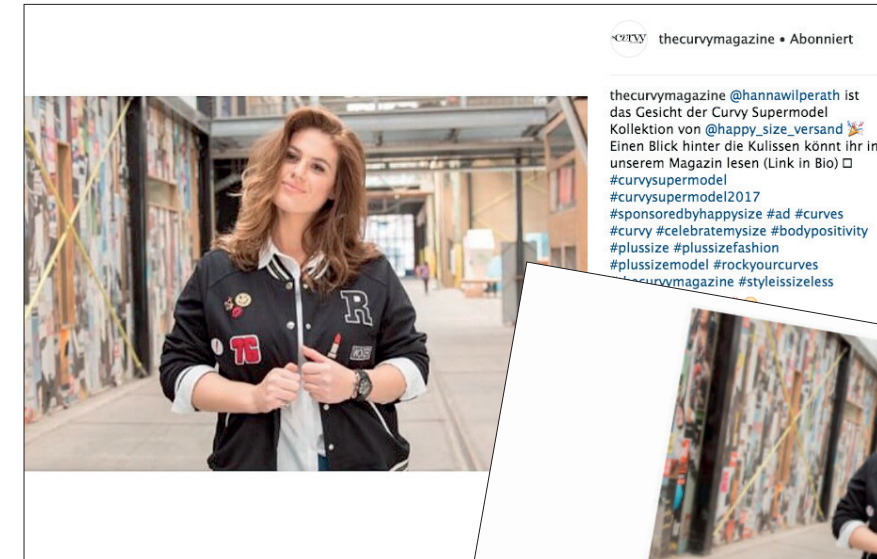 curvy thecurvymagazine • Abonniert
thecurvymagazine @hannawilperath ist
das Gesicht der Curvy Supermodel
Kollektion von @happy_size_versand 🎉
Einen Blick hinter die Kulissen könnt ihr in
unserem Magazin lesen (Link in Bio) □
#curvysupermodel
#curvysupermodel2017
#sponsoredbyhappysize #ad #curves
#curvy #celebratemysize #bodypositivity
#plussize #plussizefashion
#plussizemodel #rockyourcurves
#styleissizeless
R
76